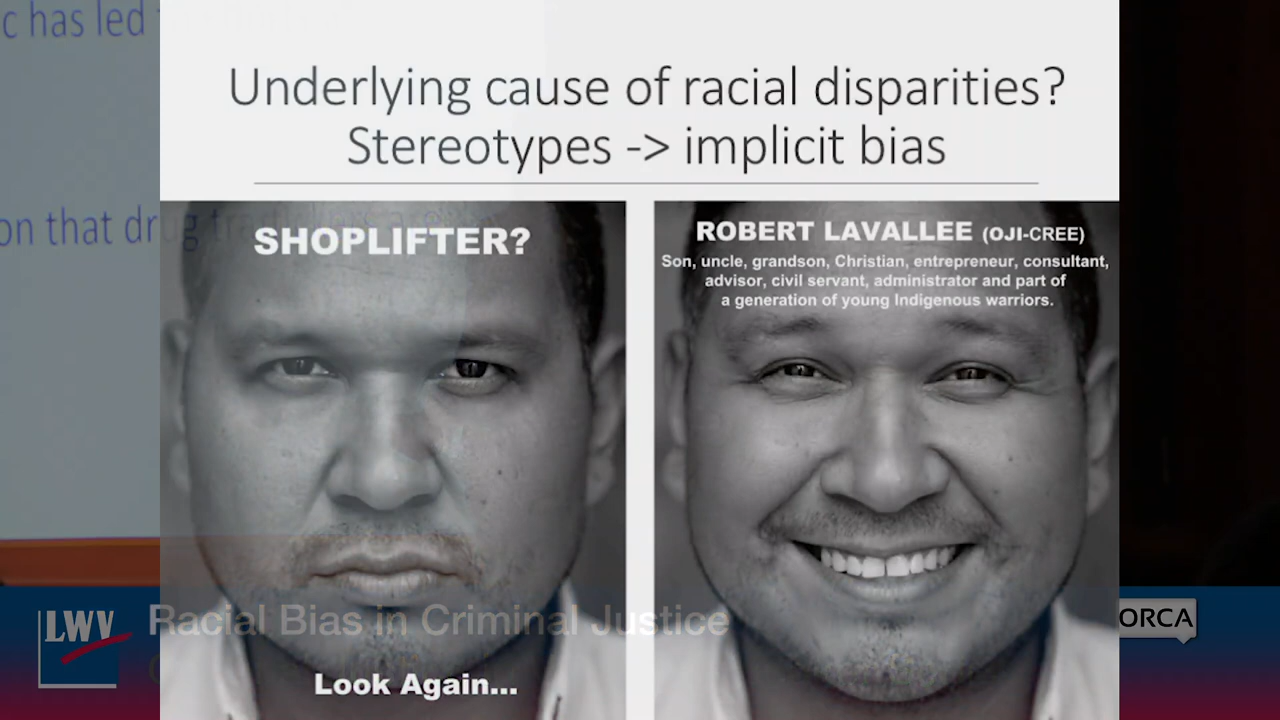 c has led
Underlying cause of racial disparities?
Stereotypes -> implicit bias
on that drug
SHOPLIFTER?
ROBERT LAVALLEE (OJI-CREE)
Son, uncle, grandson, Christian, entrepreneur, consultant,
advisor, civil servant, administrator and part of
a generation of young Indigenous warriors.
LWV
Racial Bias in Criminal Justice
ORCA
Look Again...